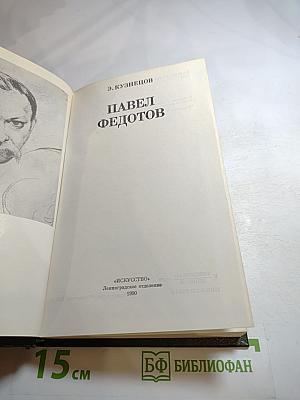 Э. КУЗНЕЦОВ
ПАВЕЛ
ФЕДОТОВ
«ИСКУССТВО»
Ленинградское отделение
1990
15 см
БФ БИБЛИОФАН